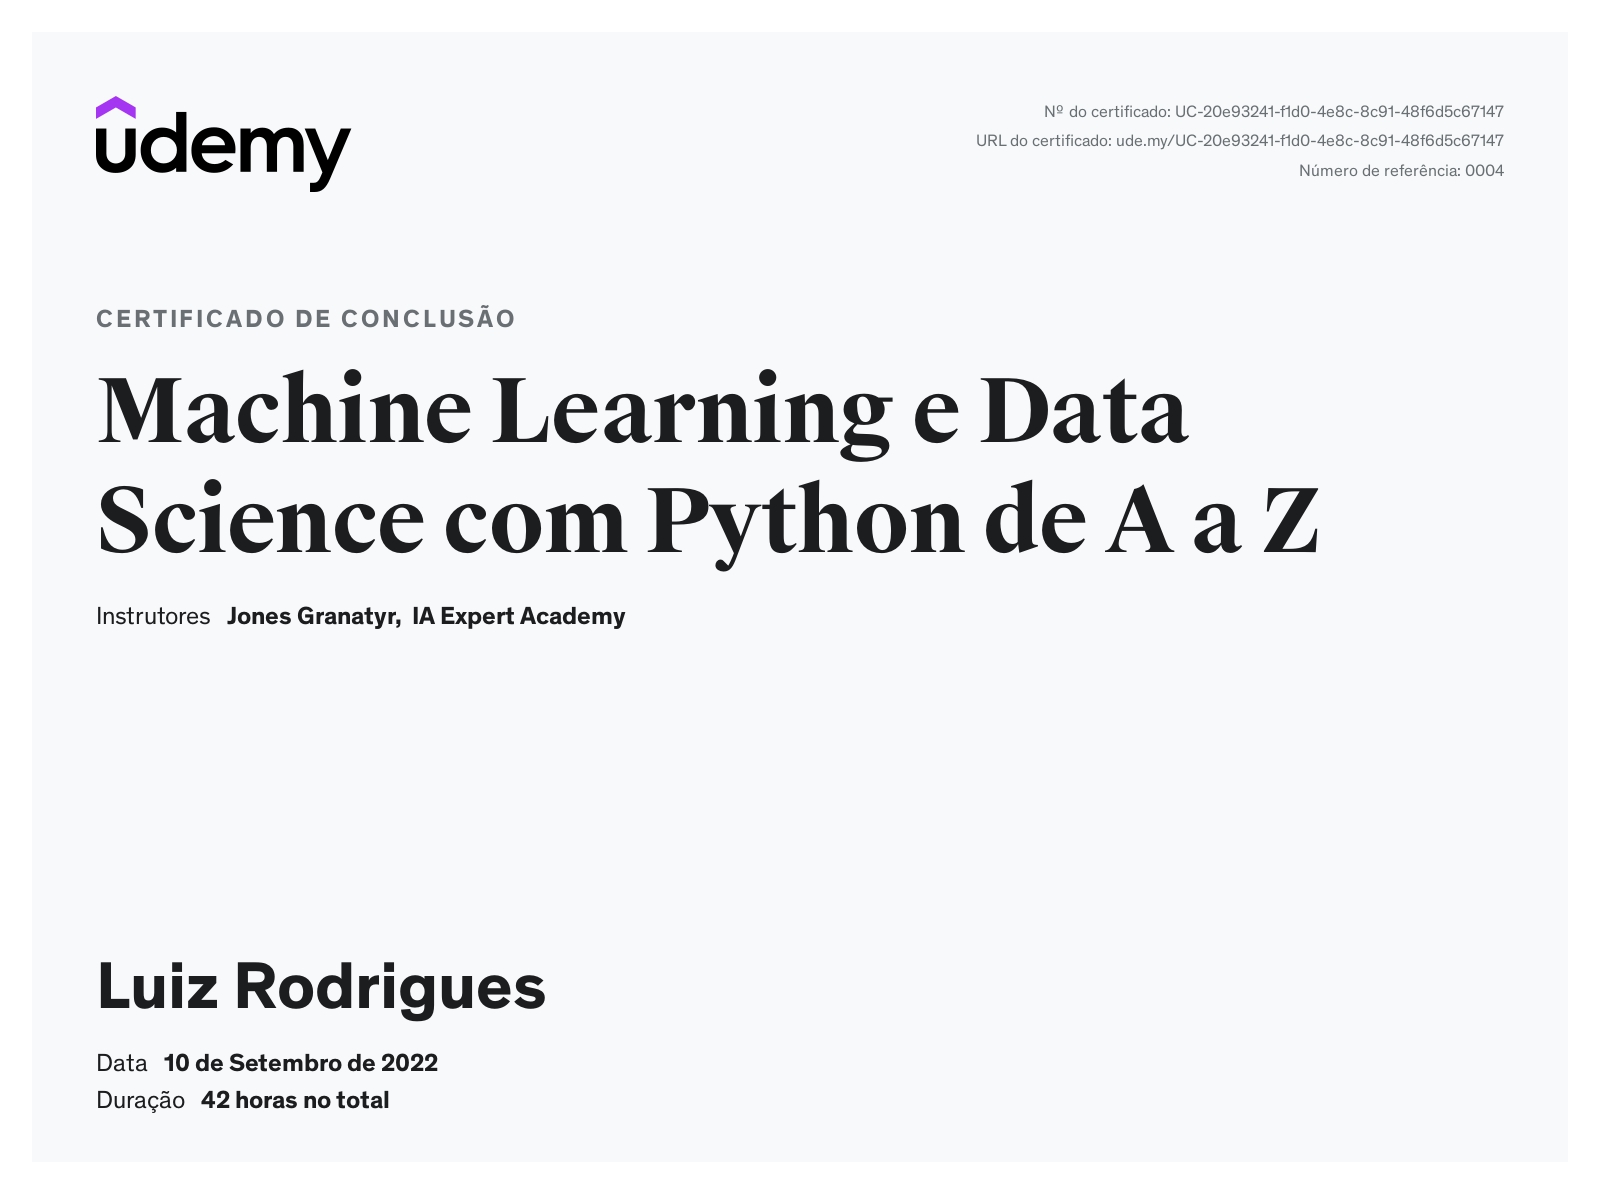 udemy
Nº do certificado: UC-20e93241-f1d0-4e8c-8c91-48f6d5c67147
URL do certificado: ude.my/UC-20e93241-f1d0-4e8c-8c91-48f6d5c67147
Número de referência: 0004
CERTIFICADO DE CONCLUSÃO
Machine Learning e Data
Science com Python de A a Z
Instrutores Jones Granatyr, IA Expert Academy
Luiz Rodrigues
Data 10 de Setembro de 2022
Duração 42 horas no total